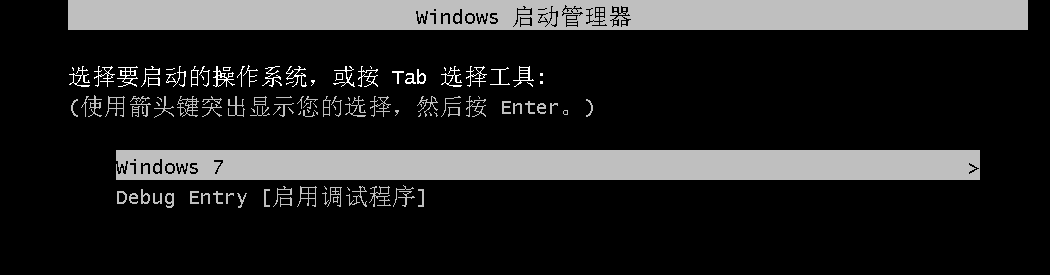 Windows 启动管理器
选择要启动的操作系统，或按 Tab 选择工具:
(使用箭头键突出显示您的选择，然后按 Enter。)
Windows 7 >
Debug Entry [启用调试程序]